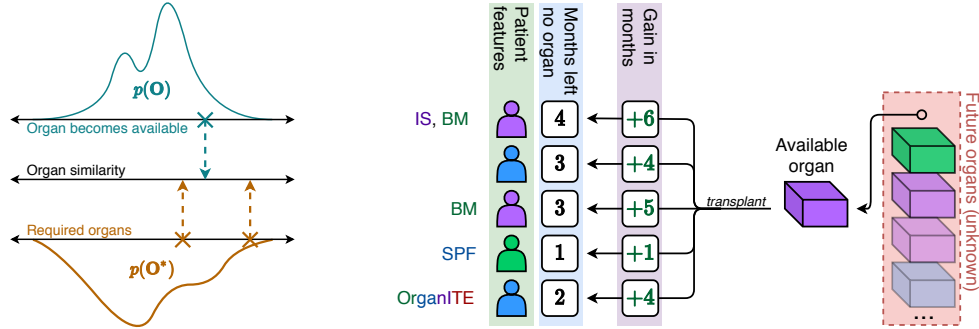 p(O)
Organ becomes available
Organ similarity
Required organs
p(O*)
Patient
features
Months left
no organ
Gain in
months
IS, BM
4
+6
3
+4
BM
3
+5
SPF
1
+1
OrganITE
2
+4
transplant
Available
organ
Future organs (unknown)
...